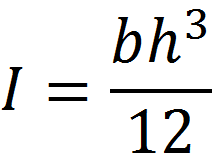 I = bh³/12